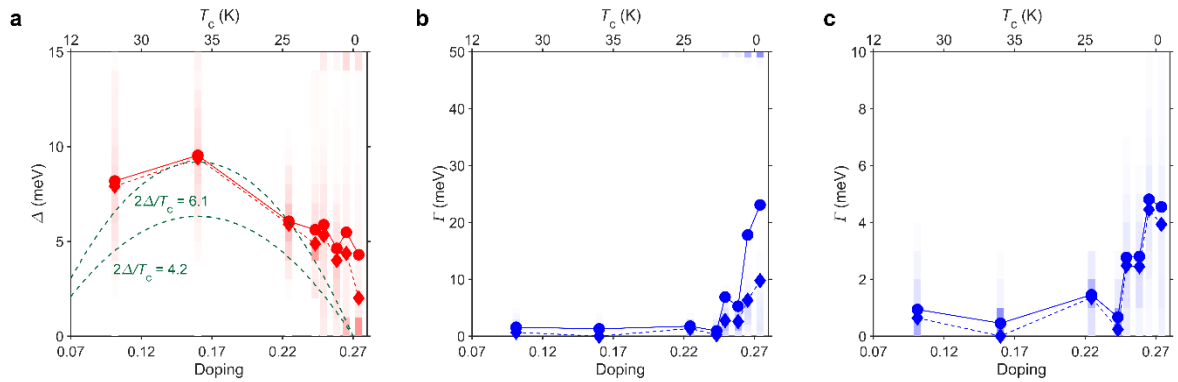 a
T_c (K)
12 30 35 25 0
15
10
5
0
Δ (meV)
2Δ/T_c = 6.1
2Δ/T_c = 4.2
0.07 0.12 0.17 0.22 0.27
Doping
b
T_c (K)
12 30 35 25 0
50
40
30
20
10
0
Γ (meV)
0.07 0.12 0.17 0.22 0.27
Doping
c
T_c (K)
12 30 35 25 0
10
8
6
4
2
0
Γ (meV)
0.07 0.12 0.17 0.22 0.27
Doping